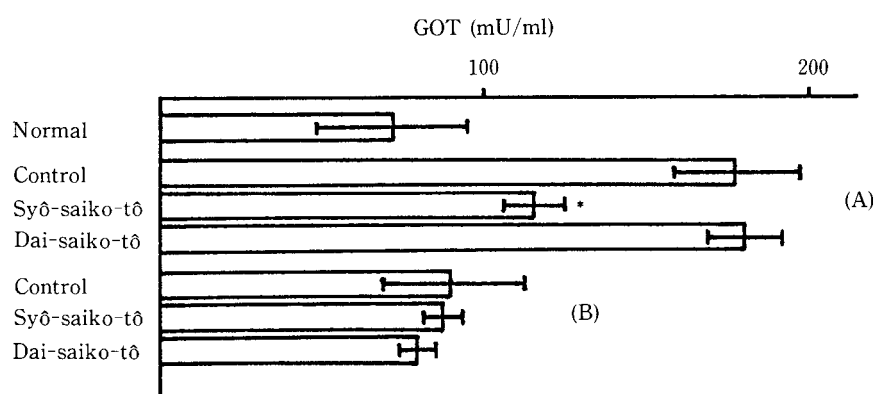 GOT (mU/ml)
100 200
Normal
Control
Syô-saiko-tô *
(A)
Dai-saiko-tô
Control
Syô-saiko-tô (B)
Dai-saiko-tô